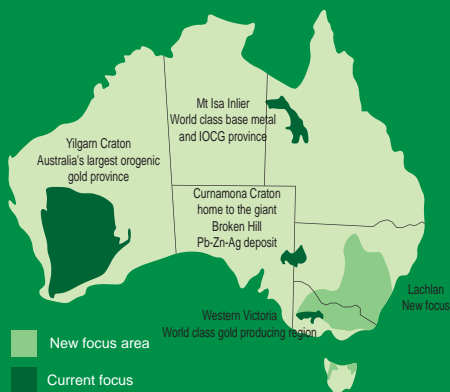 Mt Isa Inlier
World class base metal
and IOCG province
Yilgarn Craton
Australia's largest orogenic
gold province
Curnamona Craton
home to the giant
Broken Hill
Pb-Zn-Ag deposit
Lachlan
New focus
Western Victoria
World class gold producing region
New focus area
Current focus